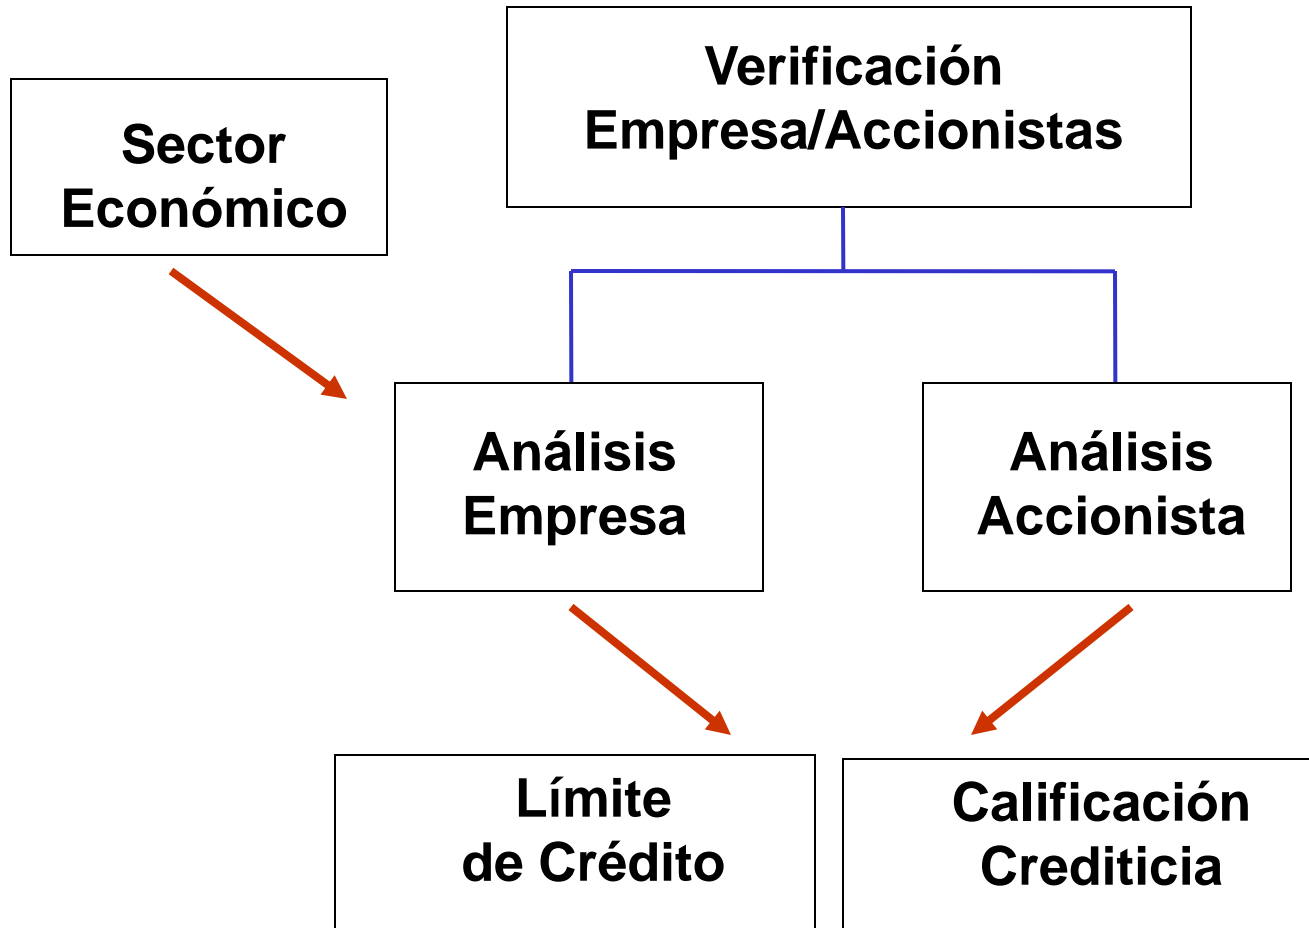 Verificación
Empresa/Accionistas
Sector
Económico
Análisis
Empresa
Análisis
Accionista
Límite
de Crédito
Calificación
Crediticia